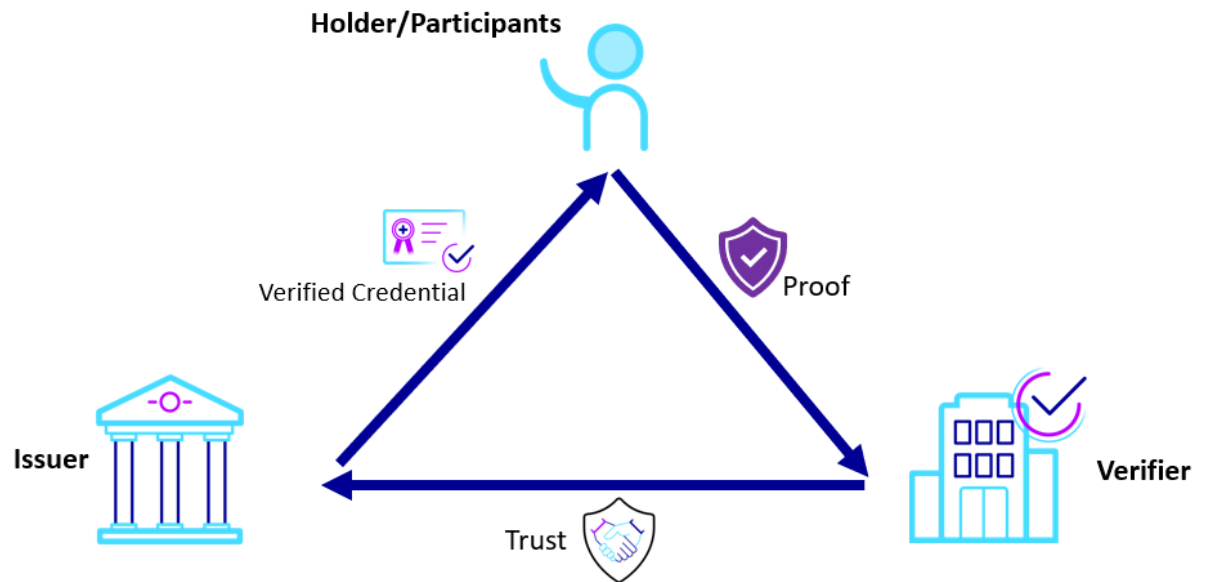 Holder/Participants
Verified Credential
Proof
Issuer
Verifier
Trust